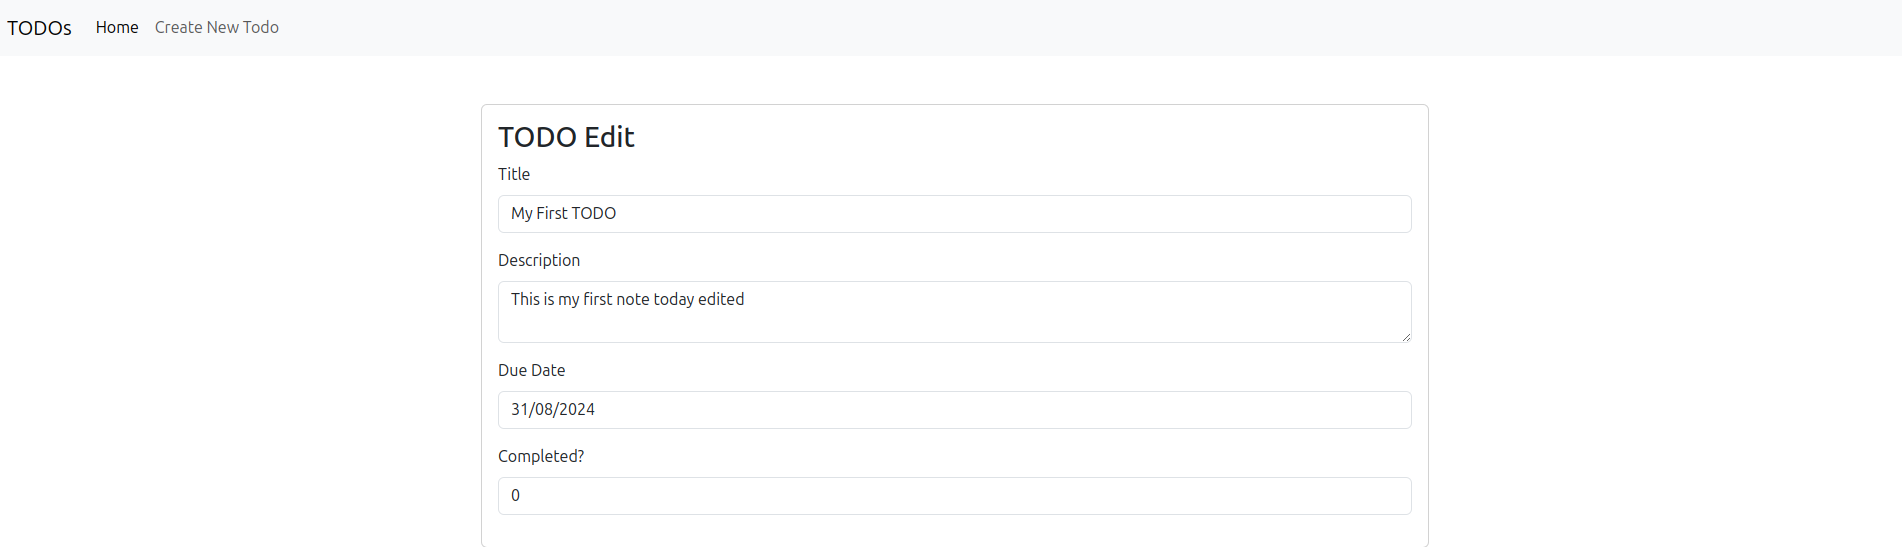 TODOs Home Create New Todo
TODO Edit
Title
My First TODO
Description
This is my first note today edited
Due Date
31/08/2024
Completed?
0